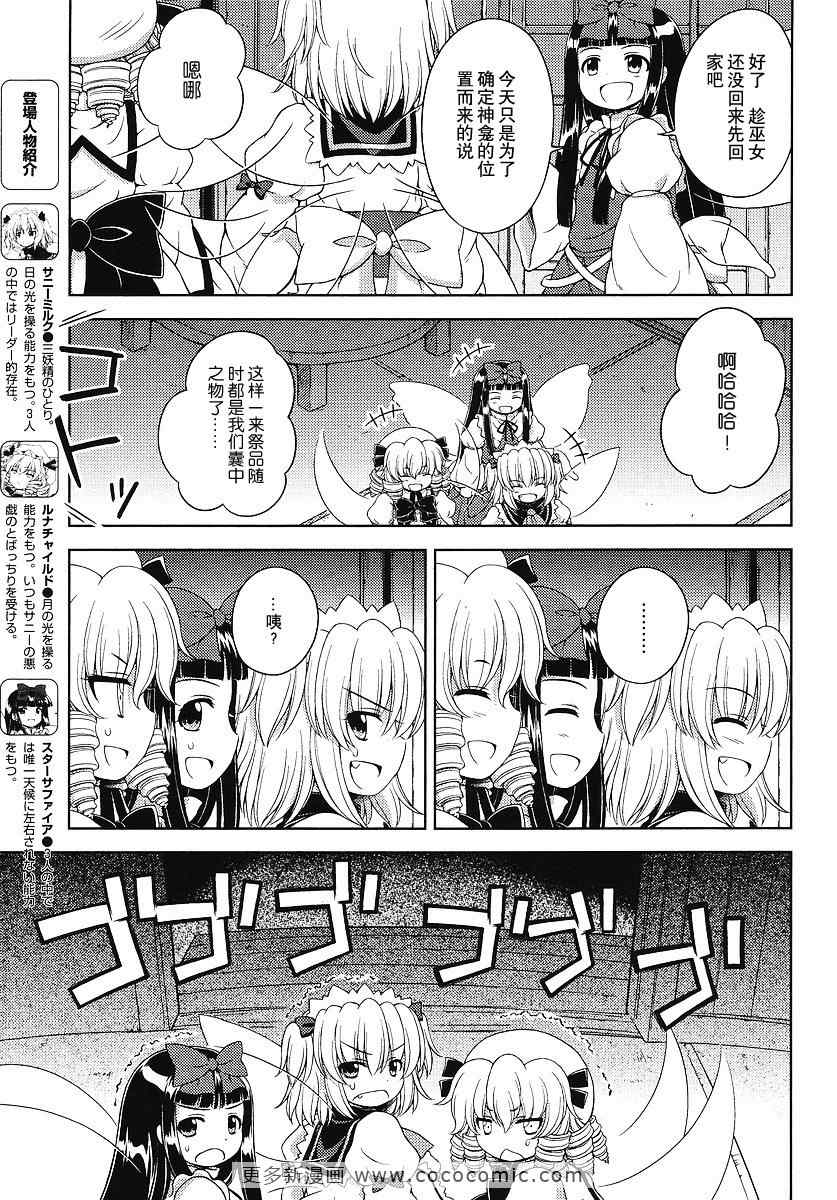 好了 趁巫女
还没回来先回
家吧
今天只是为了
确定神龛的位
置而来的说
嗯哪
啊哈哈哈！
这样一来祭品随
时都是我们囊中
之物了……
ゴトッ
……
…咦？
ゴゴゴゴゴ
登場人物紹介
サニーミルク●三妖精のひとり。
日の光を操る能力をもつ。3人
の中ではリーダー的存在。
ルナチャイルド●月の光を操る
能力をもつ。いつもサニーの悪
戯のとばっちりを受ける。
スターサファイア●3人の中で
は唯一天候に左右されない能力
をもつ。
更多新漫画 www.cococomic.com